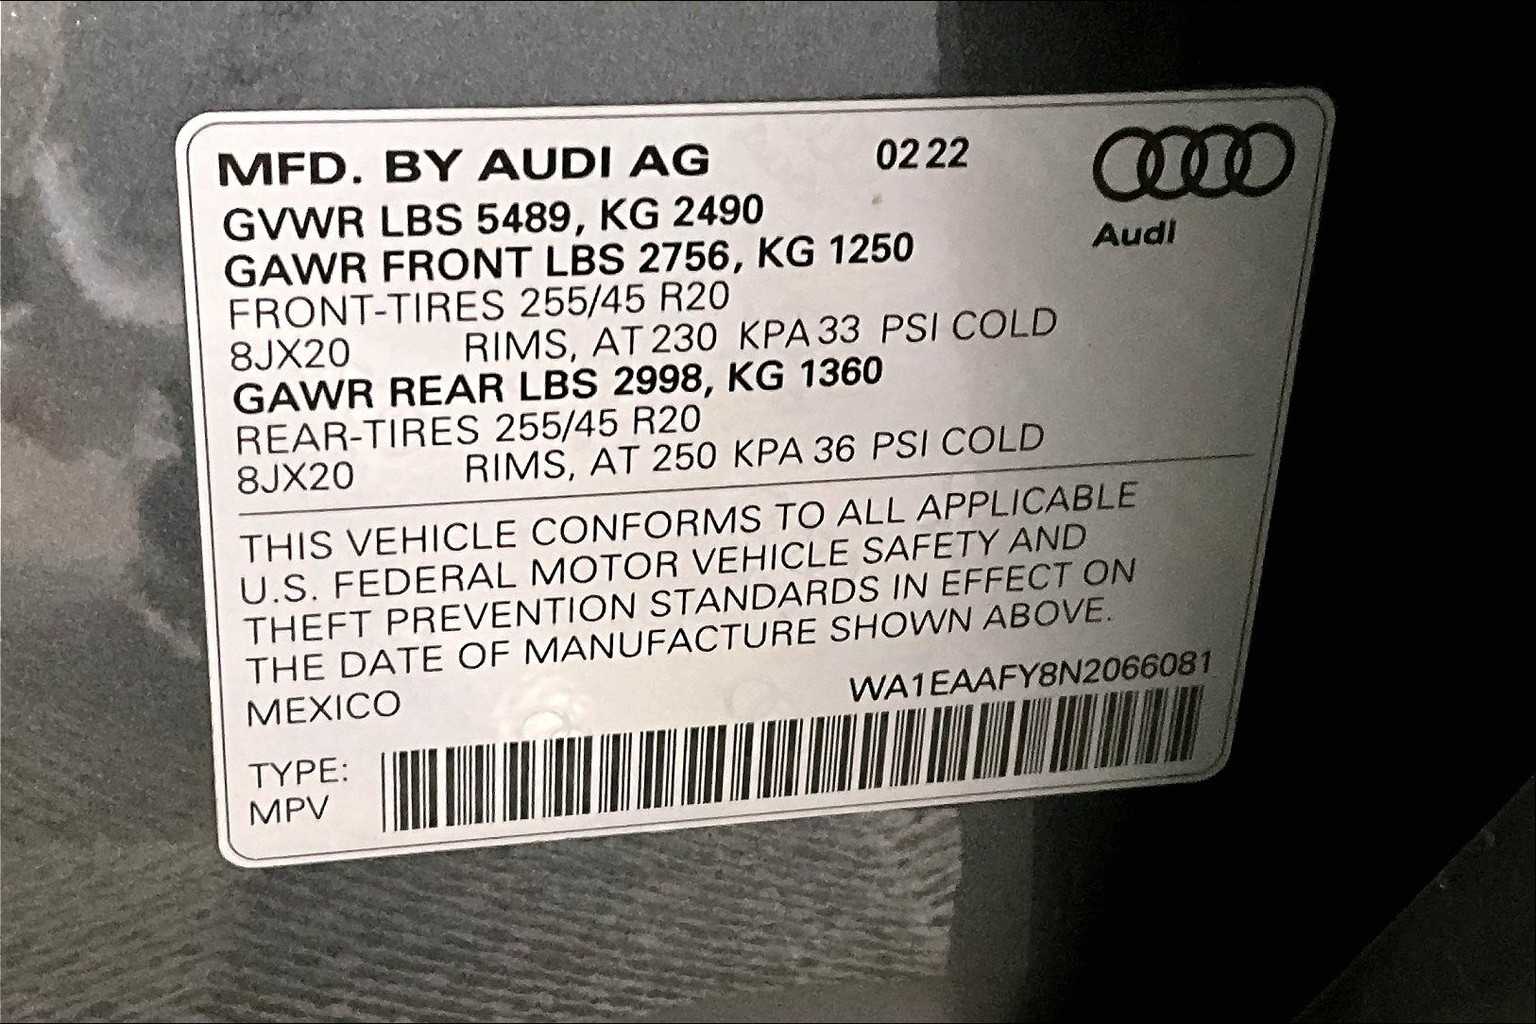 MFD. BY AUDI AG 02 22
GVWR LBS 5489, KG 2490
Audi
GAWR FRONT LBS 2756, KG 1250
FRONT-TIRES 255/45 R20
8JX20 RIMS, AT 230 KPA 33 PSI COLD
GAWR REAR LBS 2998, KG 1360
REAR-TIRES 255/45 R20
8JX20 RIMS, AT 250 KPA 36 PSI COLD
THIS VEHICLE CONFORMS TO ALL APPLICABLE
U.S. FEDERAL MOTOR VEHICLE SAFETY AND
THEFT PREVENTION STANDARDS IN EFFECT ON
THE DATE OF MANUFACTURE SHOWN ABOVE.
MEXICO WA1EAAFY8N2066081
TYPE:
MPV